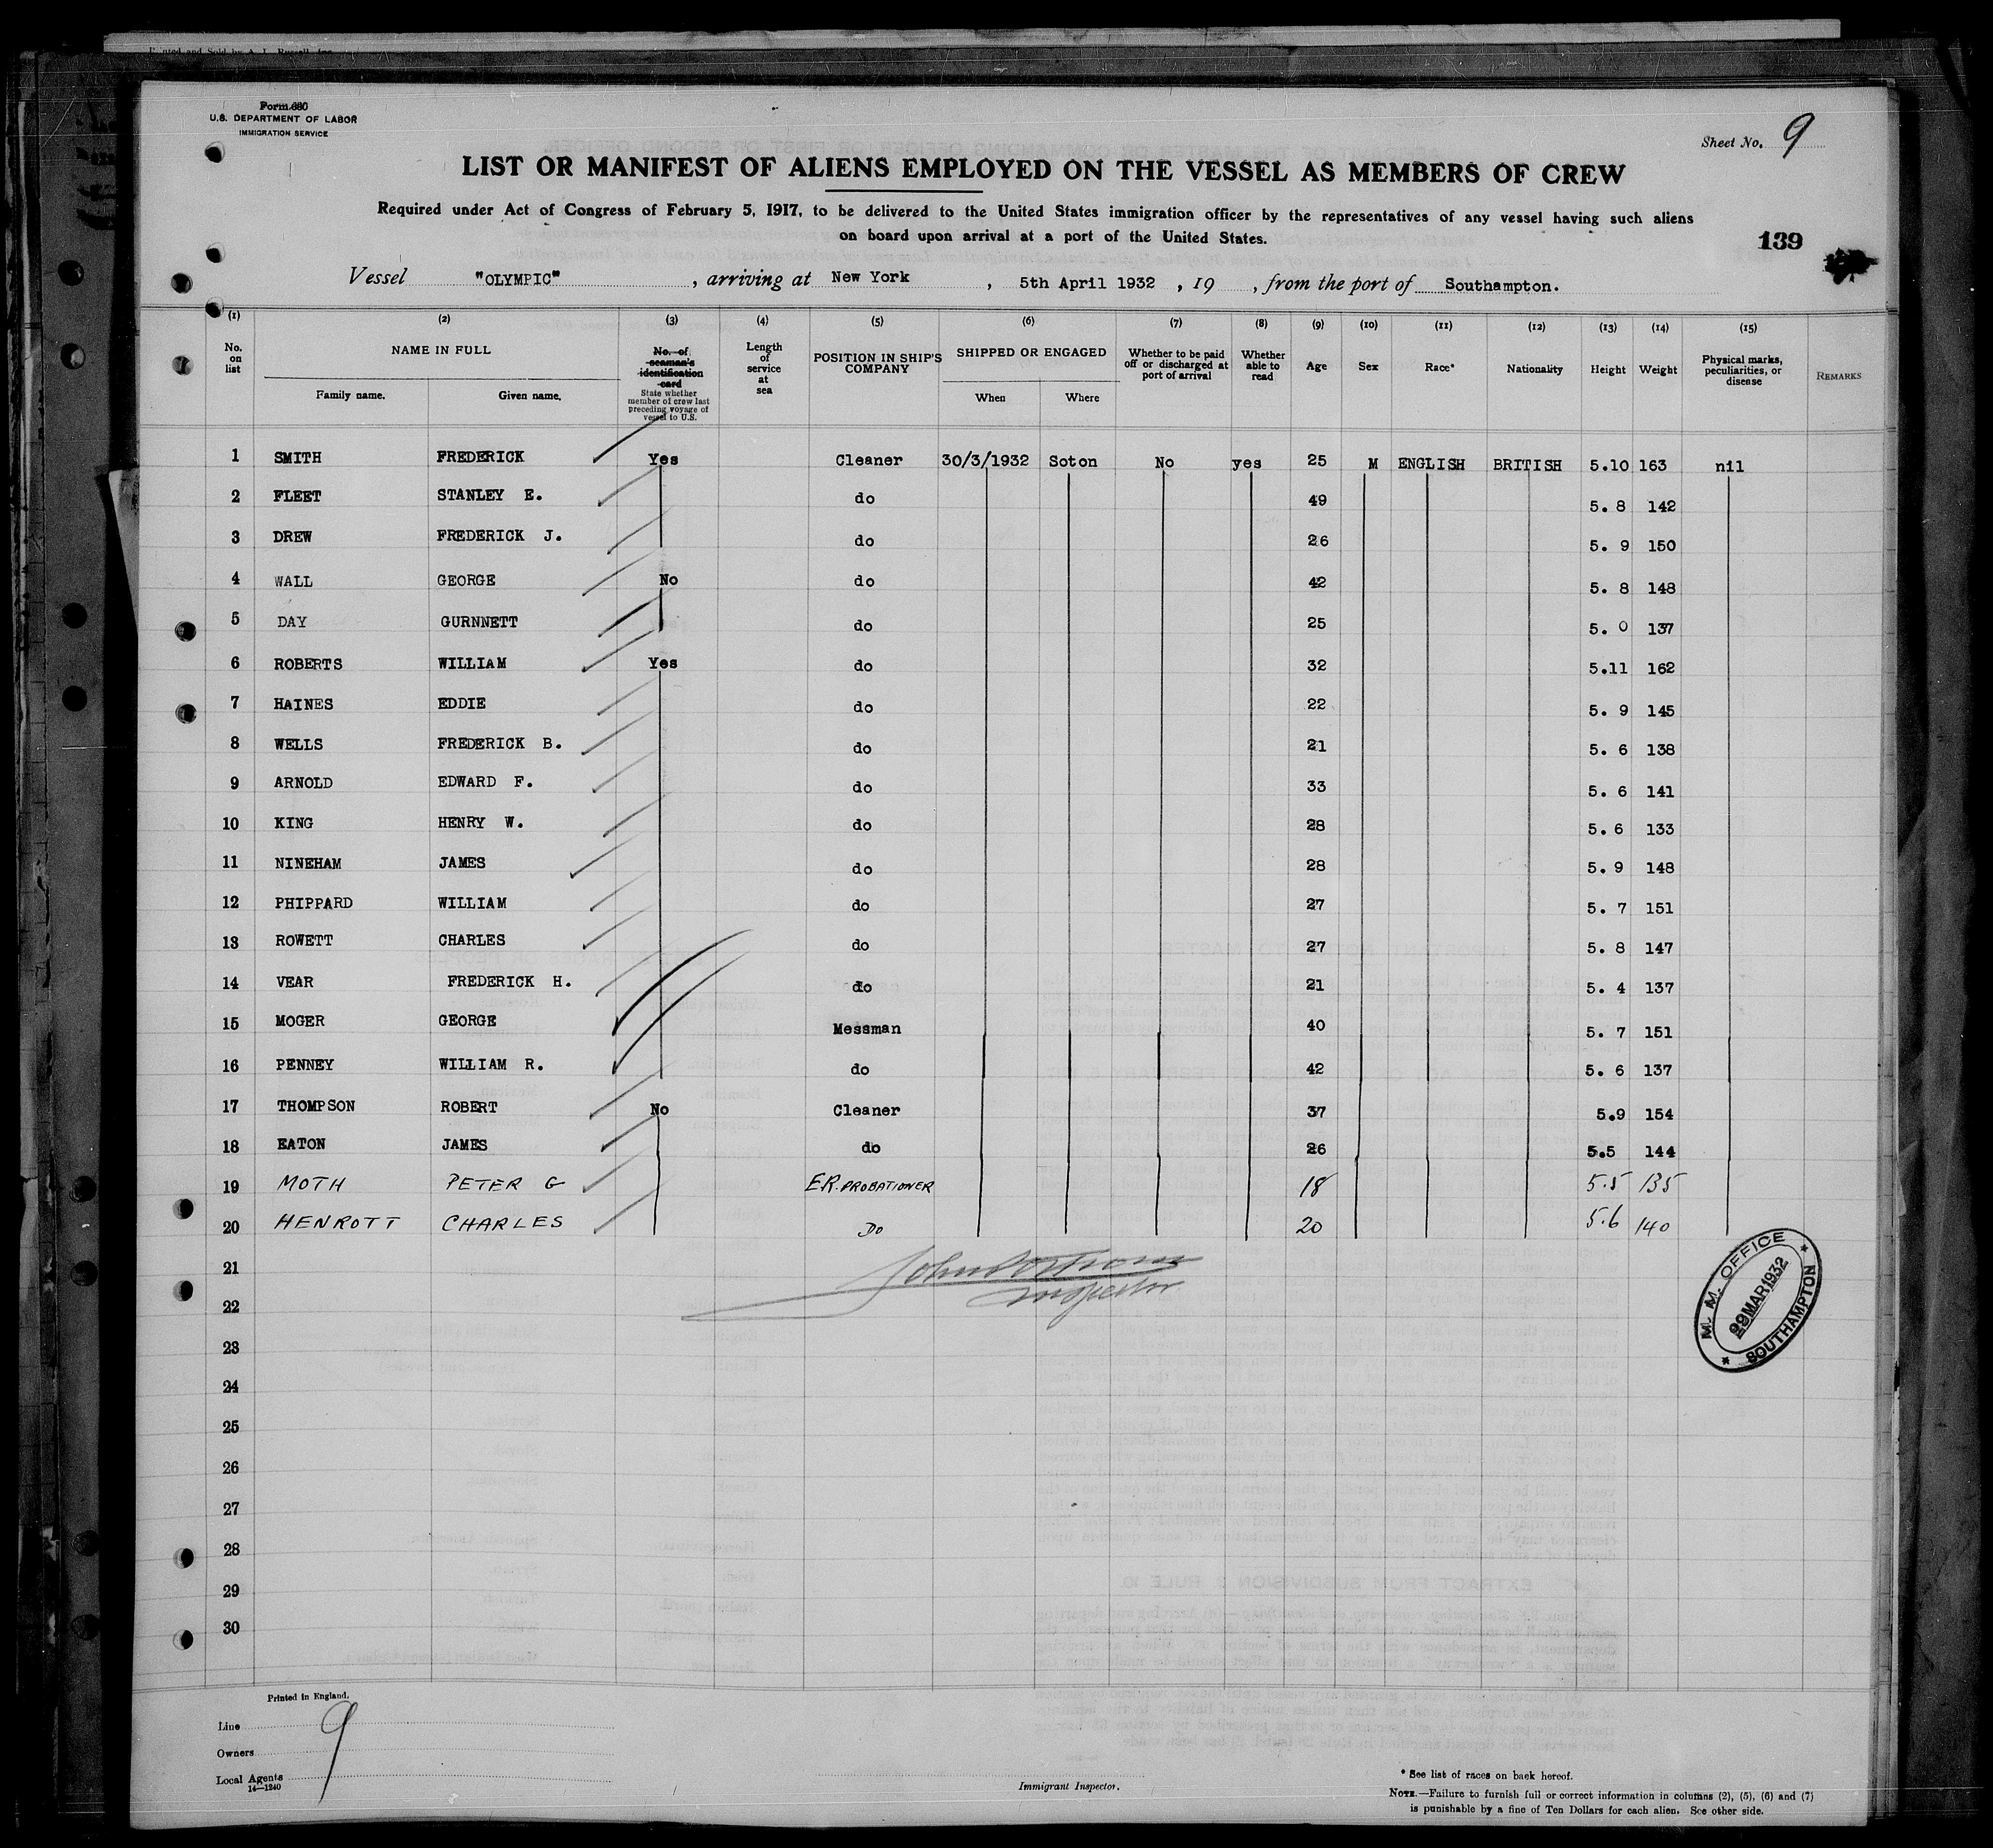 Form 680
U.S. DEPARTMENT OF LABOR
IMMIGRATION SERVICE
Sheet No. 9
LIST OR MANIFEST OF ALIENS EMPLOYED ON THE VESSEL AS MEMBERS OF CREW
Required under Act of Congress of February 5, 1917, to be delivered to the United States immigration officer by the representatives of any vessel having such aliens
on board upon arrival at a port of the United States.
139
Vessel "OLYMPIC", arriving at New York, 5th April 1932, 19 , from the port of Southampton.
(1) (2) (3) (4) (5) (6) (7) (8) (9) (10) (11) (12) (13) (14) (15)
No. on list
NAME IN FULL
Family name. Given name.
No. of seaman's identification card
State whether member of crew last preceding voyage of vessel to U.S.
Length of service at sea
POSITION IN SHIP'S COMPANY
SHIPPED OR ENGAGED
When Where
Whether to be paid off or discharged at port of arrival
Whether able to read
Age
Sex
Race*
Nationality
Height
Weight
Physical marks, peculiarities, or disease
REMARKS
1 SMITH FREDERICK Yes Cleaner 30/3/1932 Soton No yes 25 M ENGLISH BRITISH 5.10 163 nil
2 FLEET STANLEY E. do 49 5. 8 142
3 DREW FREDERICK J. do 26 5. 9 150
4 WALL GEORGE No do 42 5. 8 148
5 DAY GURNNETT do 25 5. 0 137
6 ROBERTS WILLIAM Yes do 32 5.11 162
7 HAINES EDDIE do 22 5. 9 145
8 WELLS FREDERICK B. do 21 5. 6 138
9 ARNOLD EDWARD F. do 33 5. 6 141
10 KING HENRY W. do 28 5. 6 133
11 NINEHAM JAMES do 28 5. 9 148
12 PHIPPARD WILLIAM do 27 5. 7 151
13 ROWETT CHARLES do 27 5. 8 147
14 VEAR FREDERICK H. do 21 5. 4 137
15 MOGER GEORGE Messman 40 5. 7 151
16 PENNEY WILLIAM R. do 42 5. 6 137
17 THOMPSON ROBERT No Cleaner 37 5.9 154
18 EATON JAMES do 26 5.5 144
19 MOTH PETER G E.R. PROBATIONER 18 5.5 135
20 HENROTT CHARLES Do 20 5.6 140
21
Inspector
22
23
24
25
26
27
28
29
30
M. M. OFFICE
29 MAR 1932
SOUTHAMPTON
Printed in England.
9
Line
Owners
Local Agents
14—1240
Immigrant Inspector.
* See list of races on back hereof.
NOTE.—Failure to furnish full or correct information in columns (2), (5), (6) and (7)
is punishable by a fine of Ten Dollars for each alien. See other side.